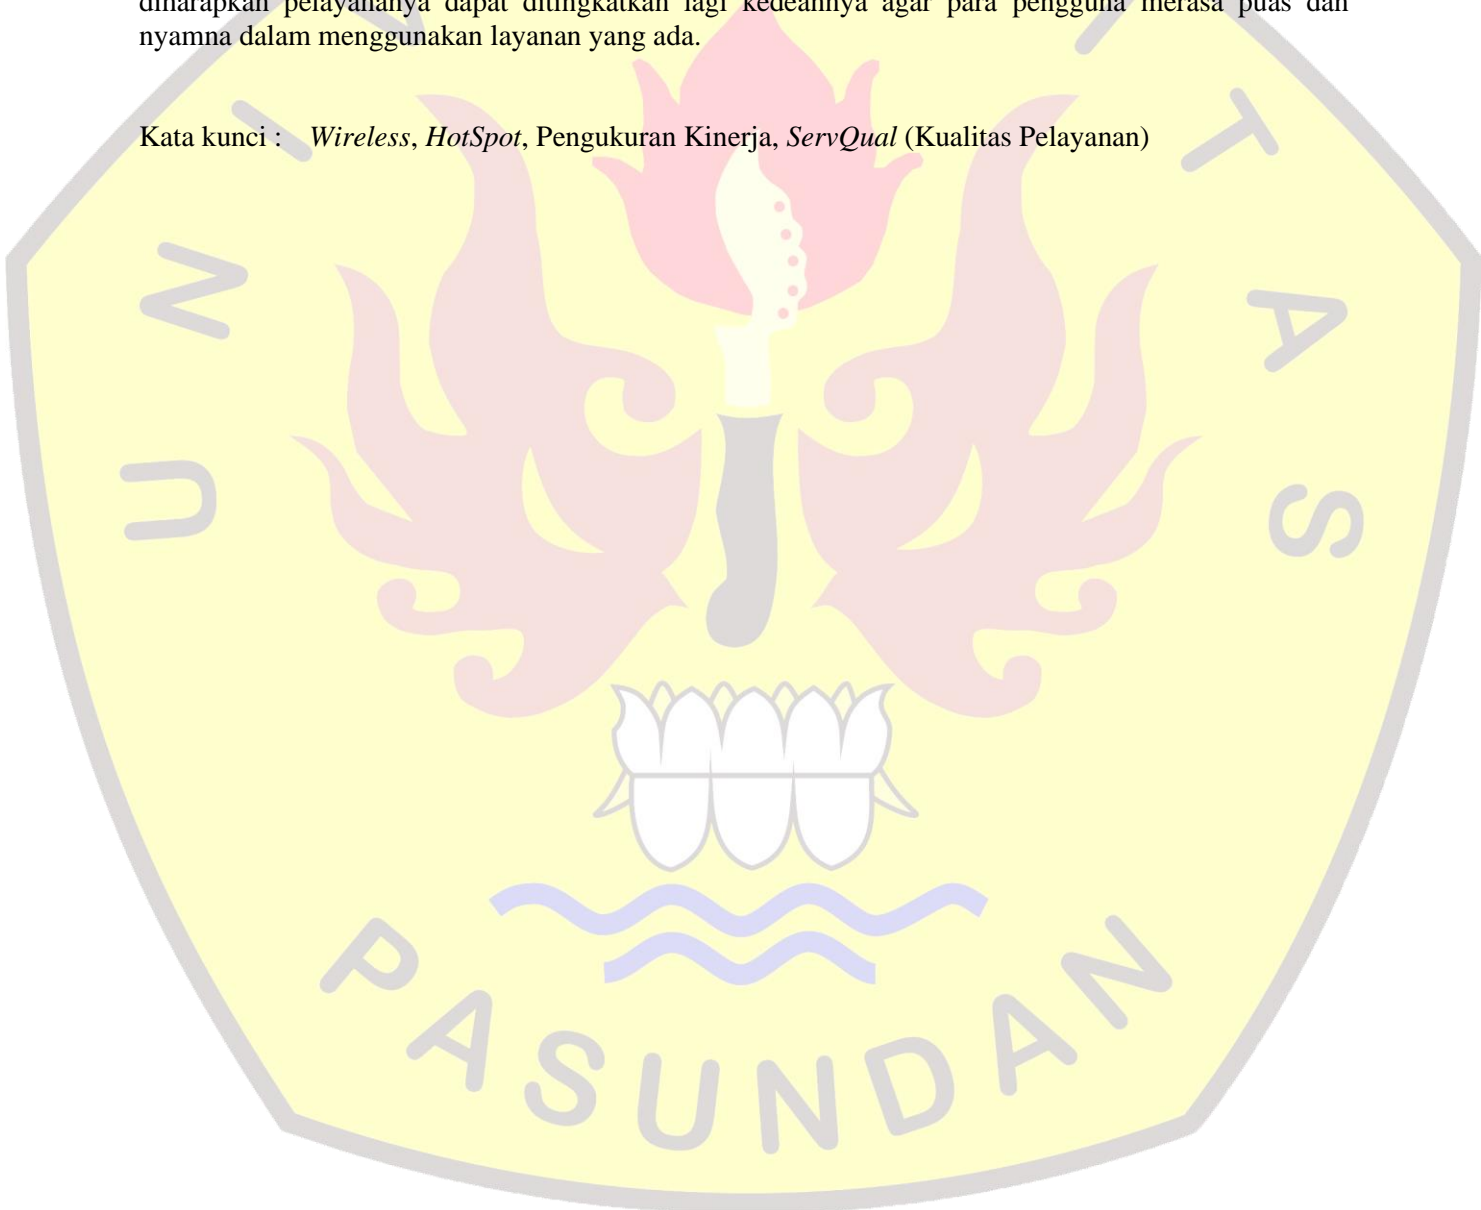 diharapkan pelayananya dapat ditingkatkan lagi kedeannya agar para pengguna merasa puas dan
nyamna dalam menggunakan layanan yang ada.
Kata kunci : Wireless, HotSpot, Pengukuran Kinerja, ServQual (Kualitas Pelayanan)
UNIVERSITAS
PASUNDAN